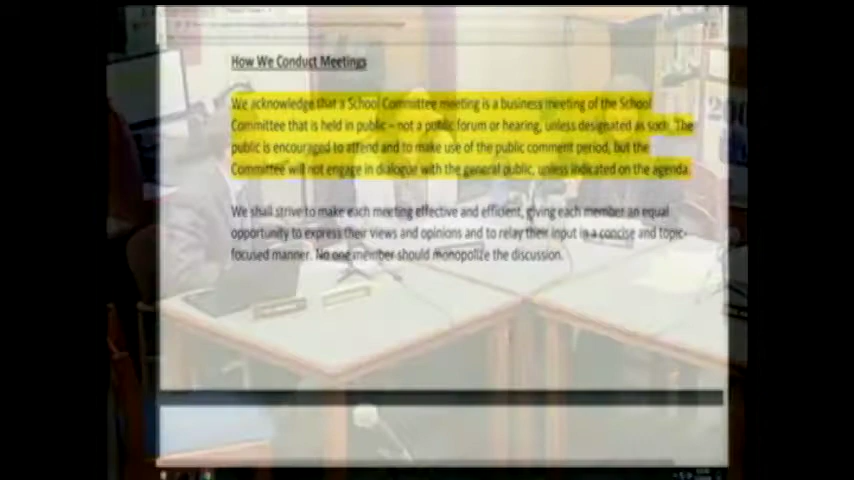 How We Conduct Meetings
We acknowledge that a School Committee meeting is a business meeting of the School
Committee that is held in public – not a public forum or hearing, unless designated as such. The
public is encouraged to attend and to make use of the public comment period, but the
Committee will not engage in dialogue with the general public, unless indicated on the agenda.
We shall strive to make each meeting effective and efficient, giving each member an equal
opportunity to express their views and opinions and to relay their input in a concise and topic-
focused manner. No one member should monopolize the discussion.